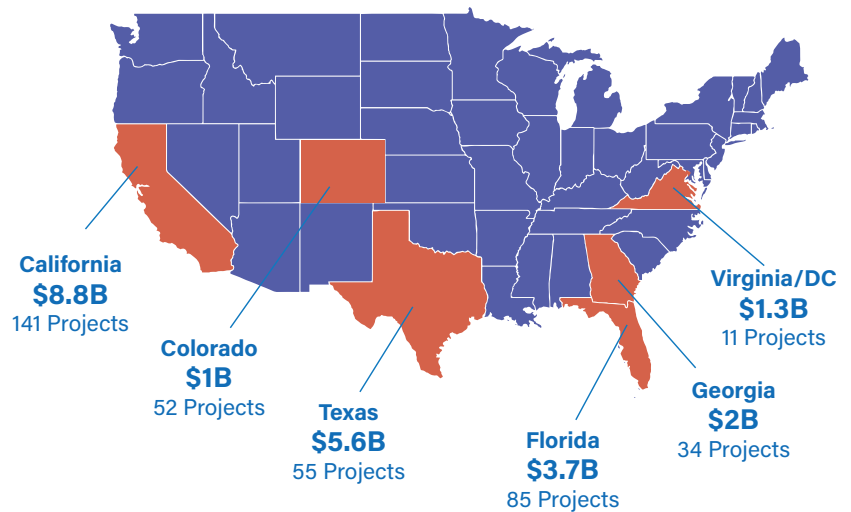 California
$8.8B
141 Projects
Colorado
$1B
52 Projects
Texas
$5.6B
55 Projects
Florida
$3.7B
85 Projects
Georgia
$2B
34 Projects
Virginia/DC
$1.3B
11 Projects